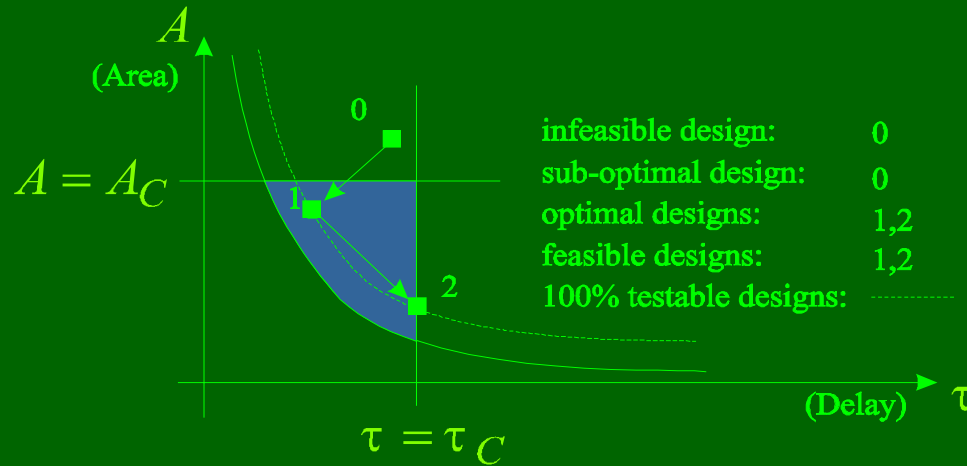 A
(Area)
0
A = A_C
1
2
infeasible design: 0
sub-optimal design: 0
optimal designs: 1,2
feasible designs: 1,2
100% testable designs:
(Delay)
τ
τ = τ_C